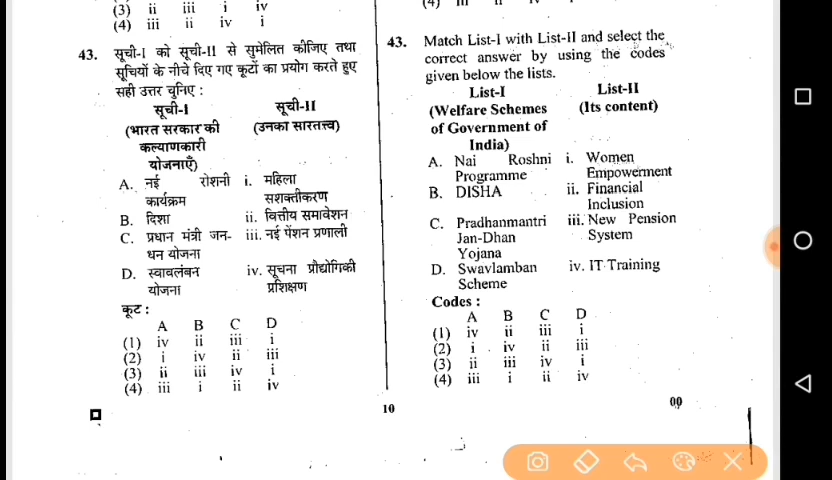 (3) ii iii i iv
(4) iii ii iv i
43. सूची-I को सूची-II से सुमेलित कीजिए तथा
सूचियों के नीचे दिए गए कूटों का प्रयोग करते हुए
सही उत्तर चुनिए :
सूची-I सूची-II
(भारत सरकार की (उनका सारतत्त्व)
कल्याणकारी
योजनाएँ)
A. नई रोशनी i. महिला
कार्यक्रम सशक्तीकरण
B. दिशा ii. वित्तीय समावेशन
C. प्रधान मंत्री जन- iii. नई पेंशन प्रणाली
धन योजना
D. स्वावलंबन iv. सूचना प्रौद्योगिकी
योजना प्रशिक्षण
कूट :
A B C D
(1) iv ii iii i
(2) i iv ii iii
(3) ii iii iv i
(4) iii i ii iv
(4)
43. Match List-I with List-II and select the
correct answer by using the codes
given below the lists.
List-I List-II
(Welfare Schemes (Its content)
of Government of
India)
A. Nai Roshni i. Women
Programme Empowerment
B. DISHA ii. Financial
Inclusion
C. Pradhanmantri iii. New Pension
Jan-Dhan System
Yojana
D. Swavlamban iv. IT Training
Scheme
Codes :
A B C D
(1) iv ii iii i
(2) i iv ii iii
(3) ii iii iv i
(4) iii i ii iv
10 00